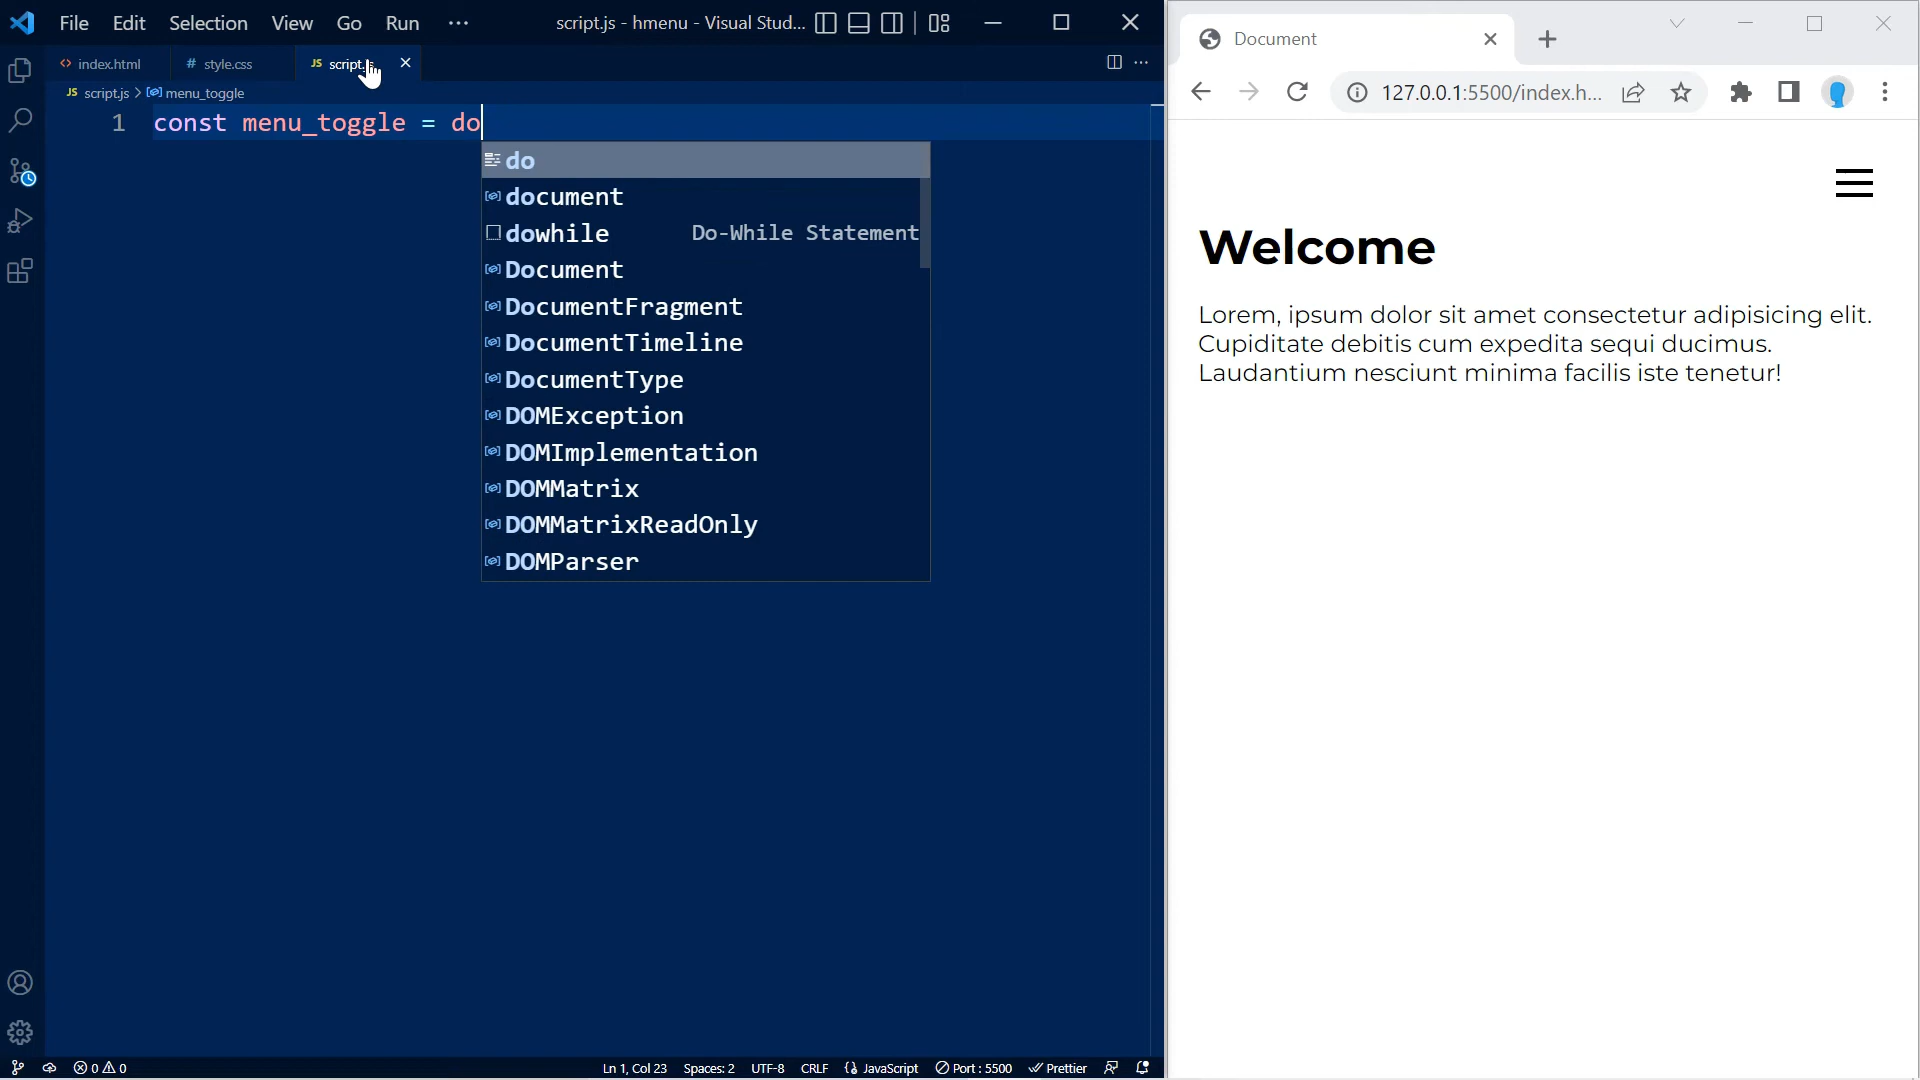 File Edit Selection View Go Run ··· script.js - hmenu - Visual Stud...
index.html style.css script.
script.js > menu_toggle
1 const menu_toggle = do
do
document
dowhile Do-While Statement
Document
DocumentFragment
DocumentTimeline
DocumentType
DOMException
DOMImplementation
DOMMatrix
DOMMatrixReadOnly
DOMParser
0 0 Ln 1, Col 23 Spaces: 2 UTF-8 CRLF JavaScript Port : 5500 Prettier
Document
127.0.0.1:5500/index.h...
Welcome
Lorem, ipsum dolor sit amet consectetur adipisicing elit.
Cupiditate debitis cum expedita sequi ducimus.
Laudantium nesciunt minima facilis iste tenetur!